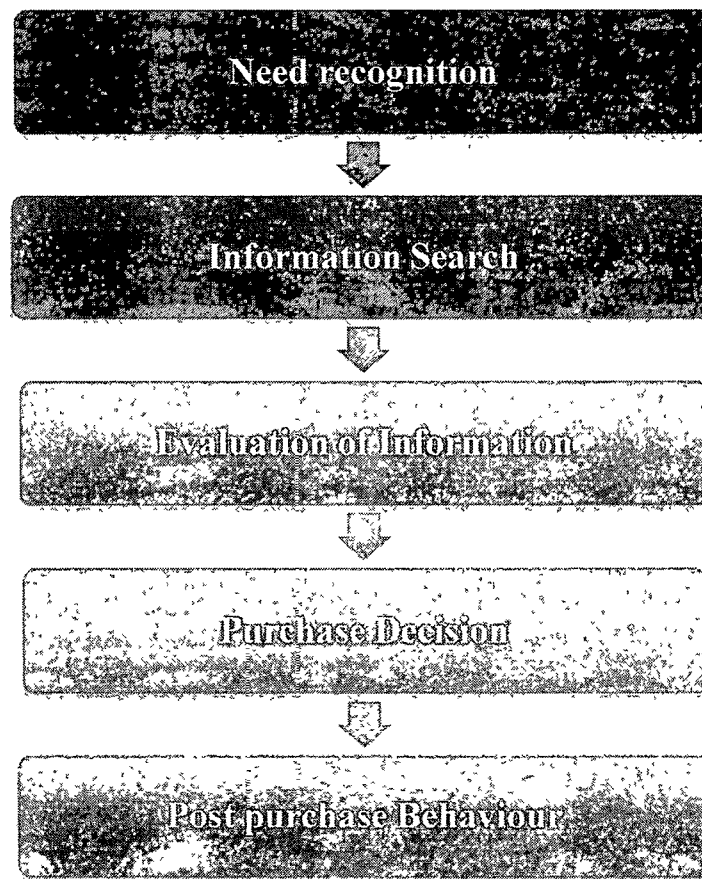 Need recognition
Information Search
Evaluation of Information
Purchase Decision
Post purchase Behaviour